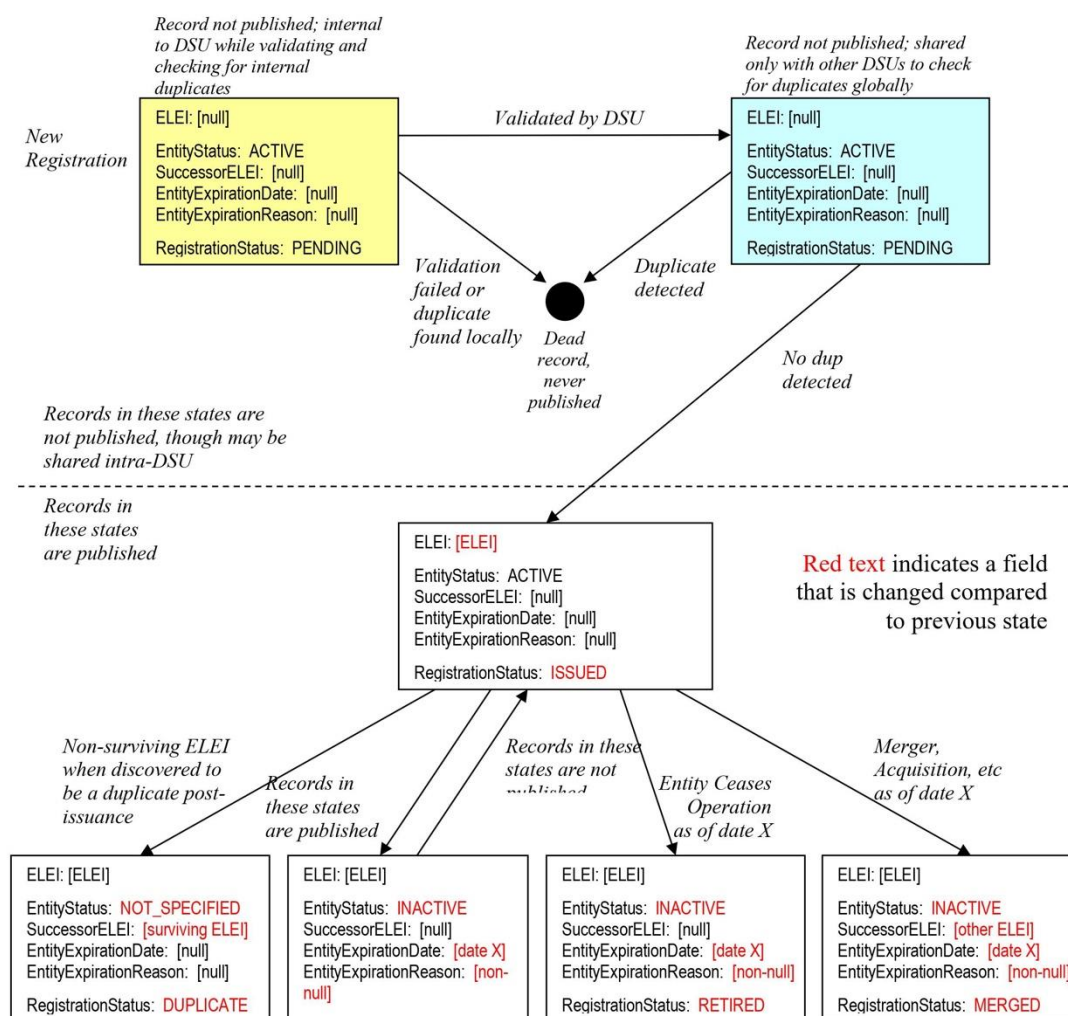 Record not published; internal
to DSU while validating and
checking for internal
duplicates
Record not published; shared
only with other DSUs to check
for duplicates globally
New
Registration
ELEI: [null]
EntityStatus: ACTIVE
SuccessorELEI: [null]
EntityExpirationDate: [null]
EntityExpirationReason: [null]
RegistrationStatus: PENDING
Validated by DSU
ELEI: [null]
EntityStatus: ACTIVE
SuccessorELEI: [null]
EntityExpirationDate: [null]
EntityExpirationReason: [null]
RegistrationStatus: PENDING
Validation
failed or
duplicate
found locally
Duplicate
detected
Dead
record,
never
published
No dup
detected
Records in these states are
not published, though may be
shared intra-DSU
Records in
these states
are published
ELEI: [ELEI]
EntityStatus: ACTIVE
SuccessorELEI: [null]
EntityExpirationDate: [null]
EntityExpirationReason: [null]
RegistrationStatus: ISSUED
Red text indicates a field
that is changed compared
to previous state
Non-surviving ELEI
when discovered to
be a duplicate post-
issuance
Records in
these states
are published
Records in these
states are not
published
Entity Ceases
Operation
as of date X
Merger,
Acquisition, etc
as of date X
ELEI: [ELEI]
EntityStatus: NOT_SPECIFIED
SuccessorELEI: [surviving ELEI]
EntityExpirationDate: [null]
EntityExpirationReason: [null]
RegistrationStatus: DUPLICATE
ELEI: [ELEI]
EntityStatus: INACTIVE
SuccessorELEI: [null]
EntityExpirationDate: [date X]
EntityExpirationReason: [non-
null]
ELEI: [ELEI]
EntityStatus: INACTIVE
SuccessorELEI: [null]
EntityExpirationDate: [date X]
EntityExpirationReason: [non-null]
RegistrationStatus: RETIRED
ELEI: [ELEI]
EntityStatus: INACTIVE
SuccessorELEI: [other ELEI]
EntityExpirationDate: [date X]
EntityExpirationReason: [non-null]
RegistrationStatus: MERGED